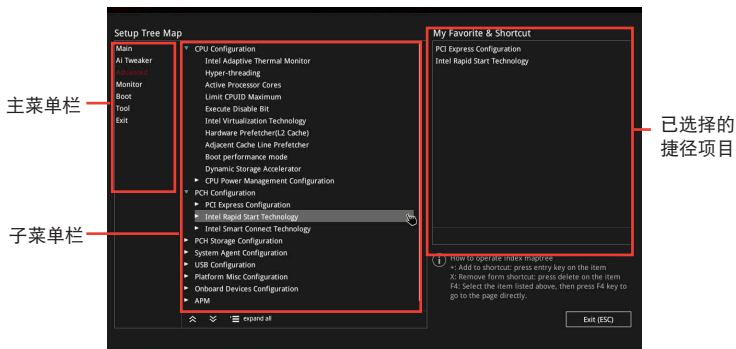 Setup Tree Map
My Favorite & Shortcut
Main
Ai Tweaker
Advanced
Monitor
Boot
Tool
Exit
CPU Configuration
Intel Adaptive Thermal Monitor
Hyper-threading
Active Processor Cores
Limit CPUID Maximum
Execute Disable Bit
Intel Virtualization Technology
Hardware Prefetcher(L2 Cache)
Adjacent Cache Line Prefetcher
Boot performance mode
Dynamic Storage Accelerator
CPU Power Management Configuration
PCH Configuration
PCI Express Configuration
Intel Rapid Start Technology
Intel Smart Connect Technology
PCH Storage Configuration
System Agent Configuration
USB Configuration
Platform Misc Configuration
Onboard Devices Configuration
APM
expand all
PCI Express Configuration
Intel Rapid Start Technology
How to operate index maptree
+: Add to shortcut: press entry key on the item
X: Remove form shortcut: press delete on the item
F4: Select the item listed above, then press F4 key to
go to the page directly.
Exit (ESC)
主菜单栏
子菜单栏
已选择的
捷径项目